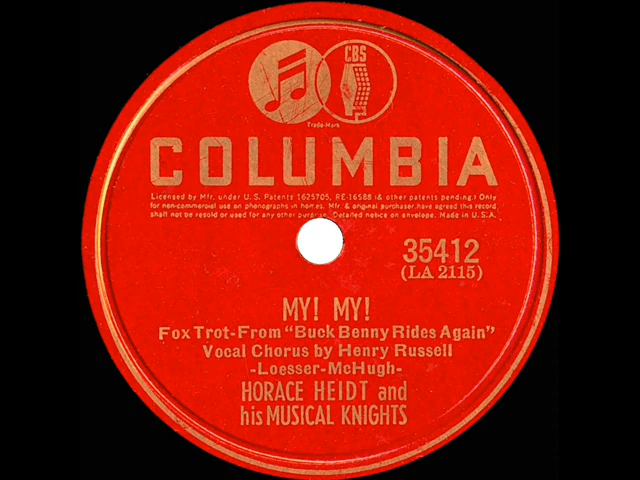 CBS
Trade-Mark
COLUMBIA
Licensed by Mfr. under U.S. Patents 1625705, RE-16588 (& other patents pending.) Only
for non-commercial use on phonographs in homes. Mfr. & original purchaser have agreed this record
shall not be resold or used for any other purpose. Detailed notice on envelope. Made in U.S.A.
35412
(LA 2115)
MY! MY!
Fox Trot-From "Buck Benny Rides Again"
Vocal Chorus by Henry Russell
-Loesser-McHugh-
HORACE HEIDT and
his MUSICAL KNIGHTS